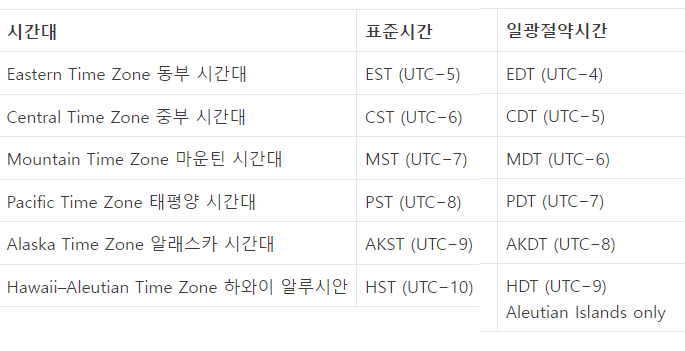 시간대 표준시간 일광절약시간
Eastern Time Zone 동부 시간대 EST (UTC−5) EDT (UTC−4)
Central Time Zone 중부 시간대 CST (UTC−6) CDT (UTC−5)
Mountain Time Zone 마운틴 시간대 MST (UTC−7) MDT (UTC−6)
Pacific Time Zone 태평양 시간대 PST (UTC−8) PDT (UTC−7)
Alaska Time Zone 알래스카 시간대 AKST (UTC−9) AKDT (UTC−8)
Hawaii–Aleutian Time Zone 하와이 알루시안 HST (UTC−10) HDT (UTC−9)
Aleutian Islands only